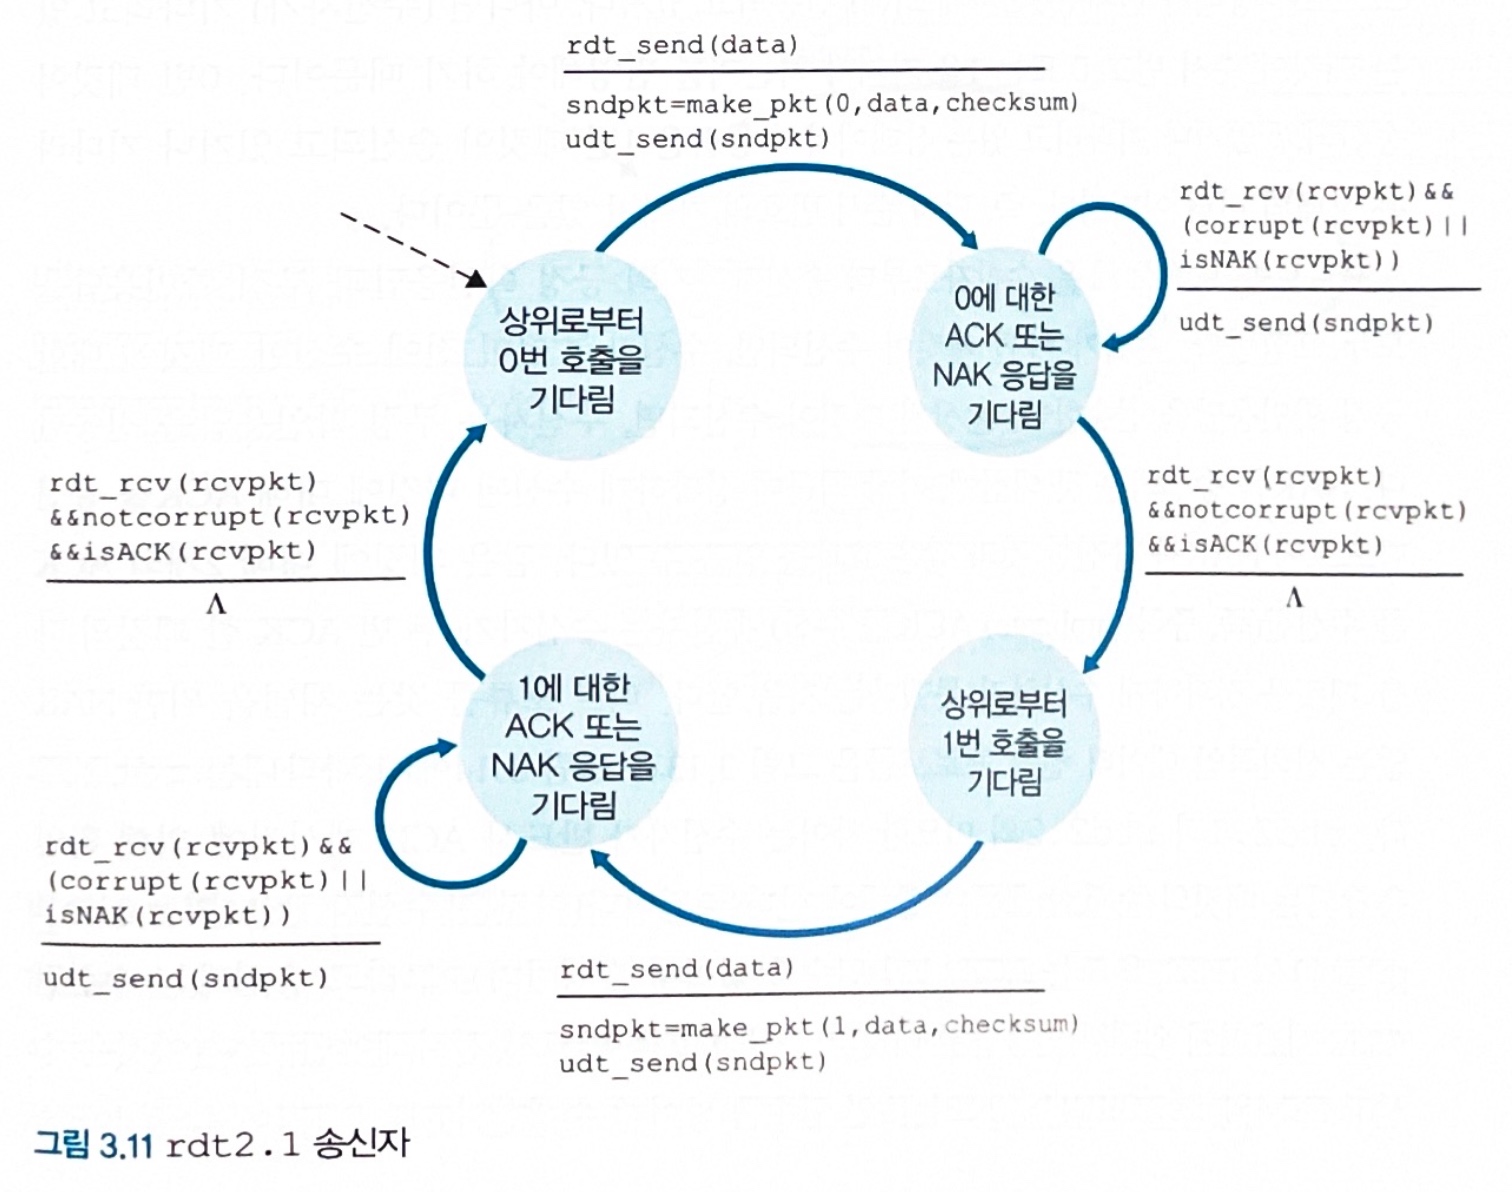 rdt_send(data)
sndpkt=make_pkt(0,data,checksum)
udt_send(sndpkt)
rdt_rcv(rcvpkt)&&
(corrupt(rcvpkt)||
isNAK(rcvpkt))
udt_send(sndpkt)
상위로부터
0번 호출을
기다림
0에 대한
ACK 또는
NAK 응답을
기다림
rdt_rcv(rcvpkt)
&&notcorrupt(rcvpkt)
&&isACK(rcvpkt)
Λ
rdt_rcv(rcvpkt)
&&notcorrupt(rcvpkt)
&&isACK(rcvpkt)
Λ
1에 대한
ACK 또는
NAK 응답을
기다림
상위로부터
1번 호출을
기다림
rdt_rcv(rcvpkt)&&
(corrupt(rcvpkt)||
isNAK(rcvpkt))
udt_send(sndpkt)
rdt_send(data)
sndpkt=make_pkt(1,data,checksum)
udt_send(sndpkt)
그림 3.11 rdt2.1 송신자